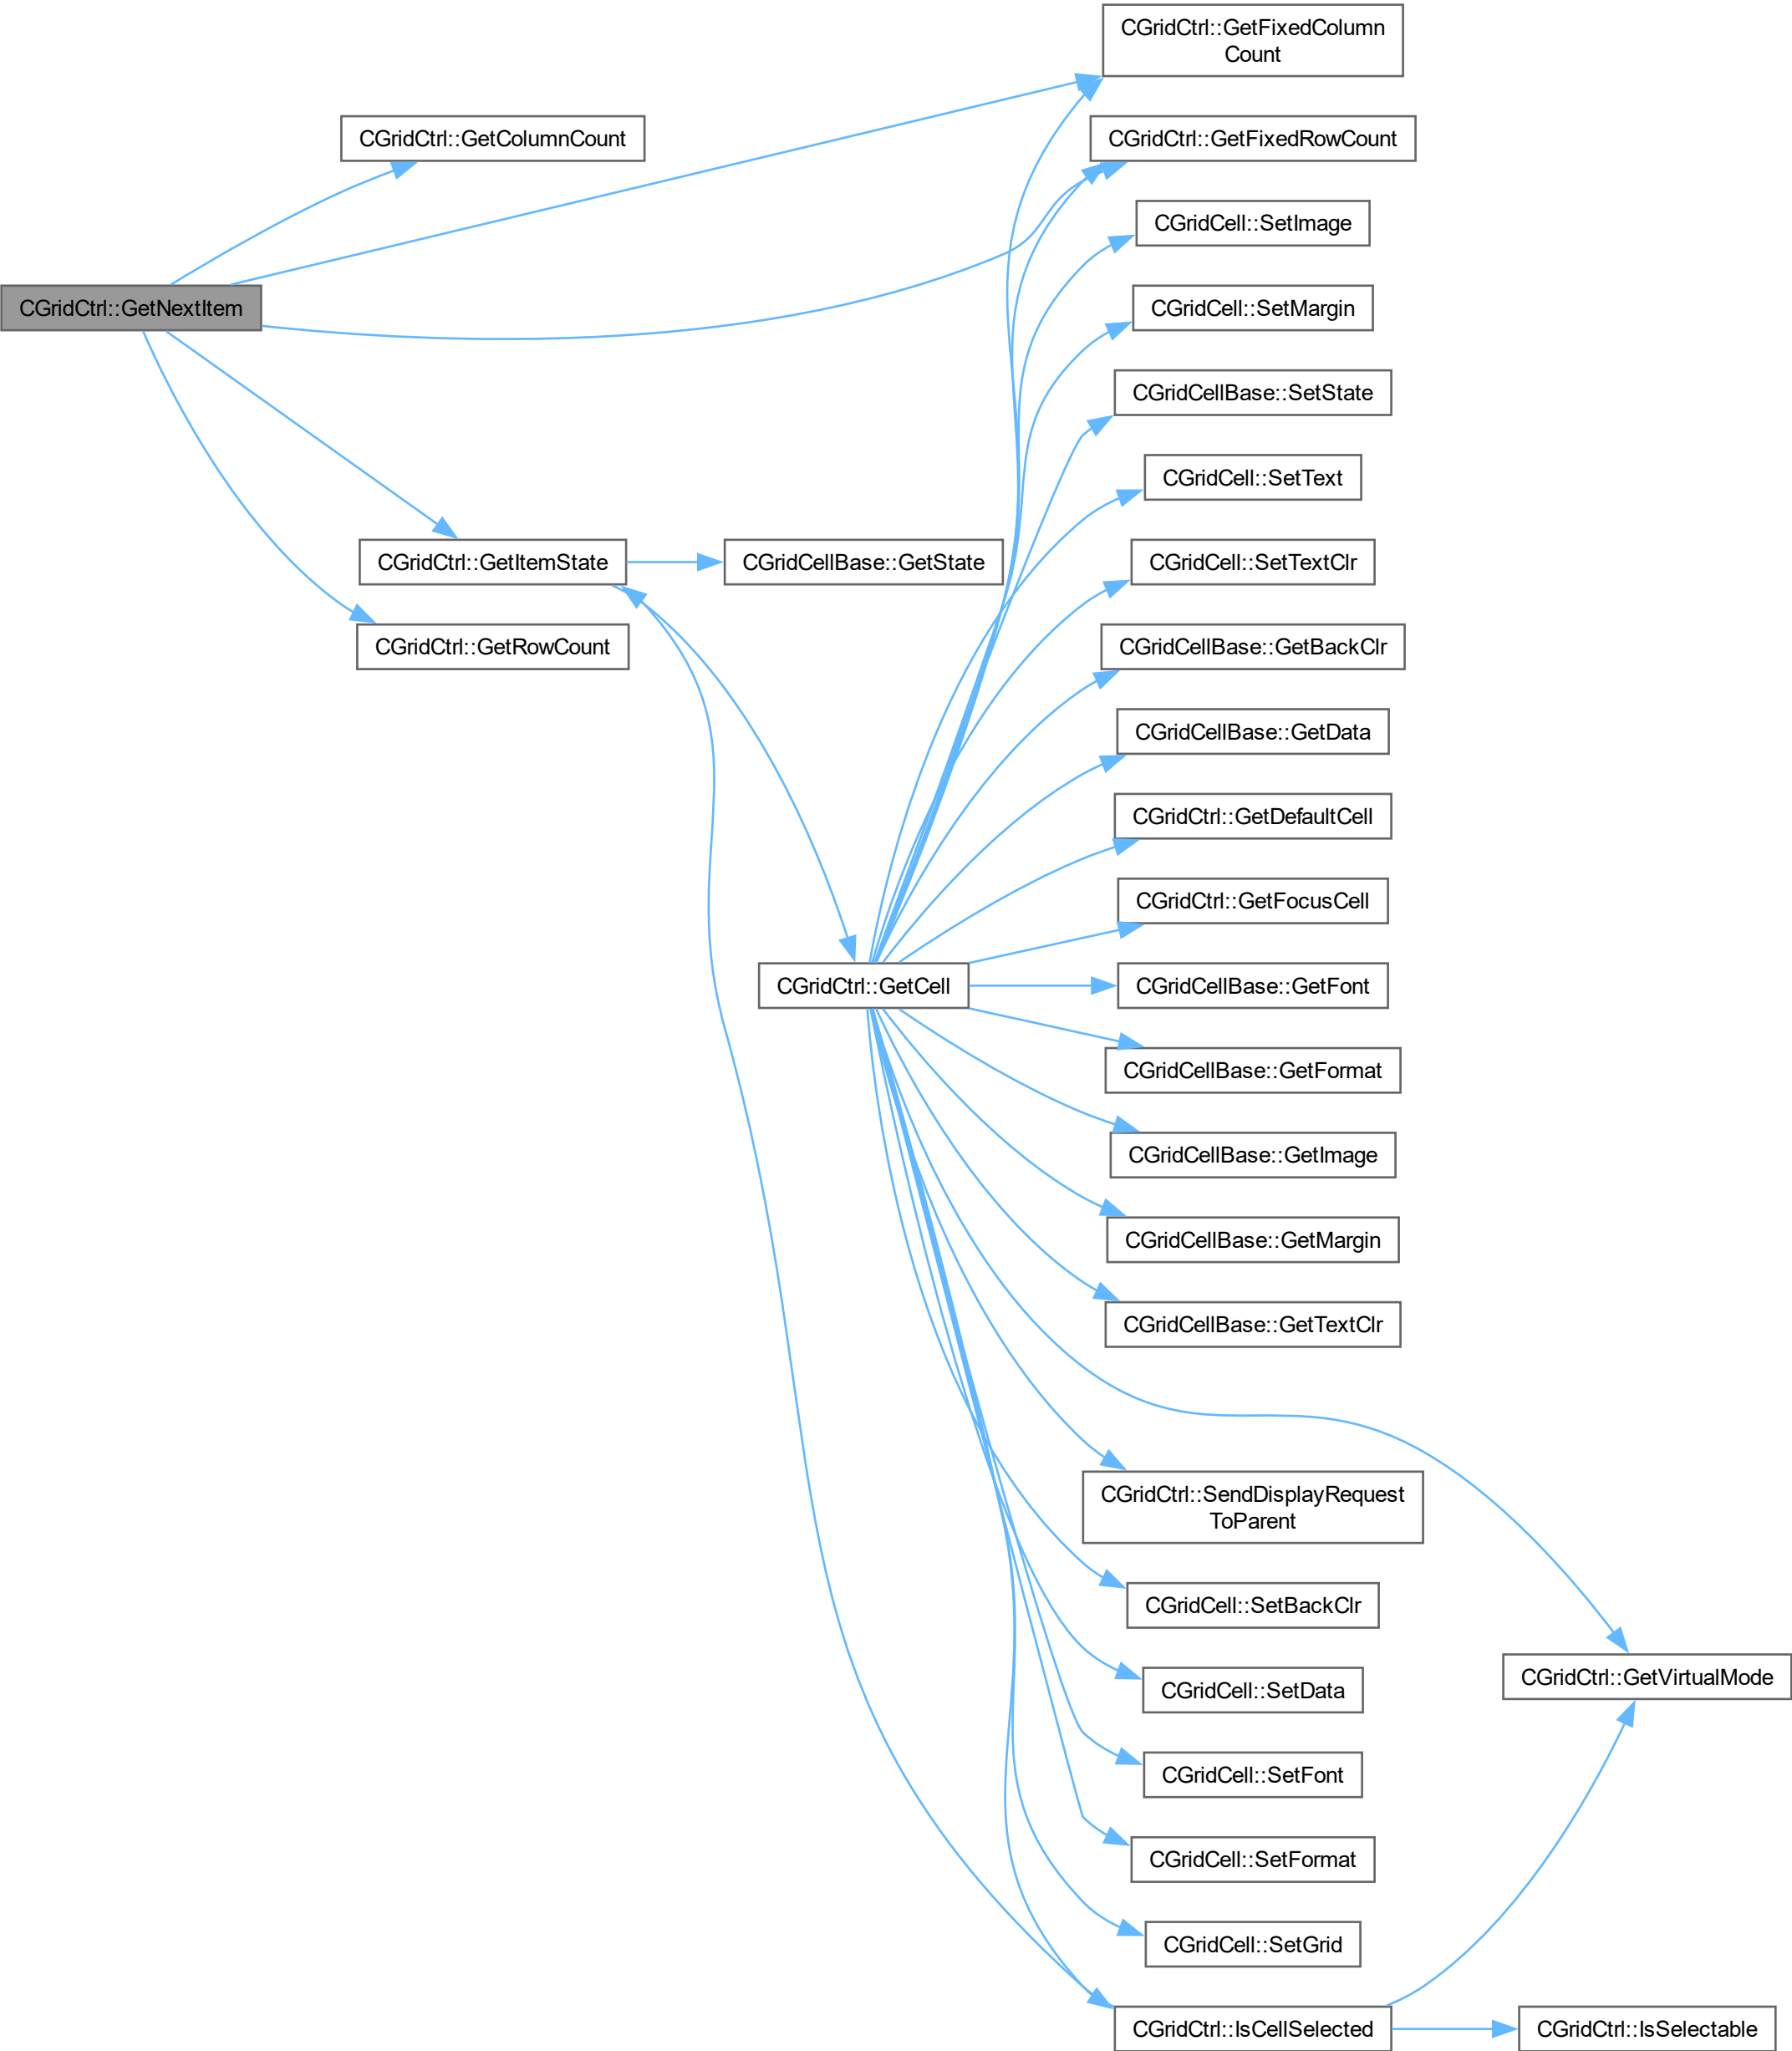 CGridCtrl::GetFixedColumn
Count
CGridCtrl::GetColumnCount
CGridCtrl::GetFixedRowCount
CGridCell::SetImage
CGridCtrl::GetNextItem
CGridCell::SetMargin
CGridCellBase::SetState
CGridCell::SetText
CGridCtrl::GetItemState
CGridCellBase::GetState
CGridCell::SetTextClr
CGridCtrl::GetRowCount
CGridCellBase::GetBackClr
CGridCellBase::GetData
CGridCtrl::GetDefaultCell
CGridCtrl::GetFocusCell
CGridCtrl::GetCell
CGridCellBase::GetFont
CGridCellBase::GetFormat
CGridCellBase::GetImage
CGridCellBase::GetMargin
CGridCellBase::GetTextClr
CGridCtrl::SendDisplayRequest
ToParent
CGridCell::SetBackClr
CGridCtrl::GetVirtualMode
CGridCell::SetData
CGridCell::SetFont
CGridCell::SetFormat
CGridCell::SetGrid
CGridCtrl::IsCellSelected
CGridCtrl::IsSelectable